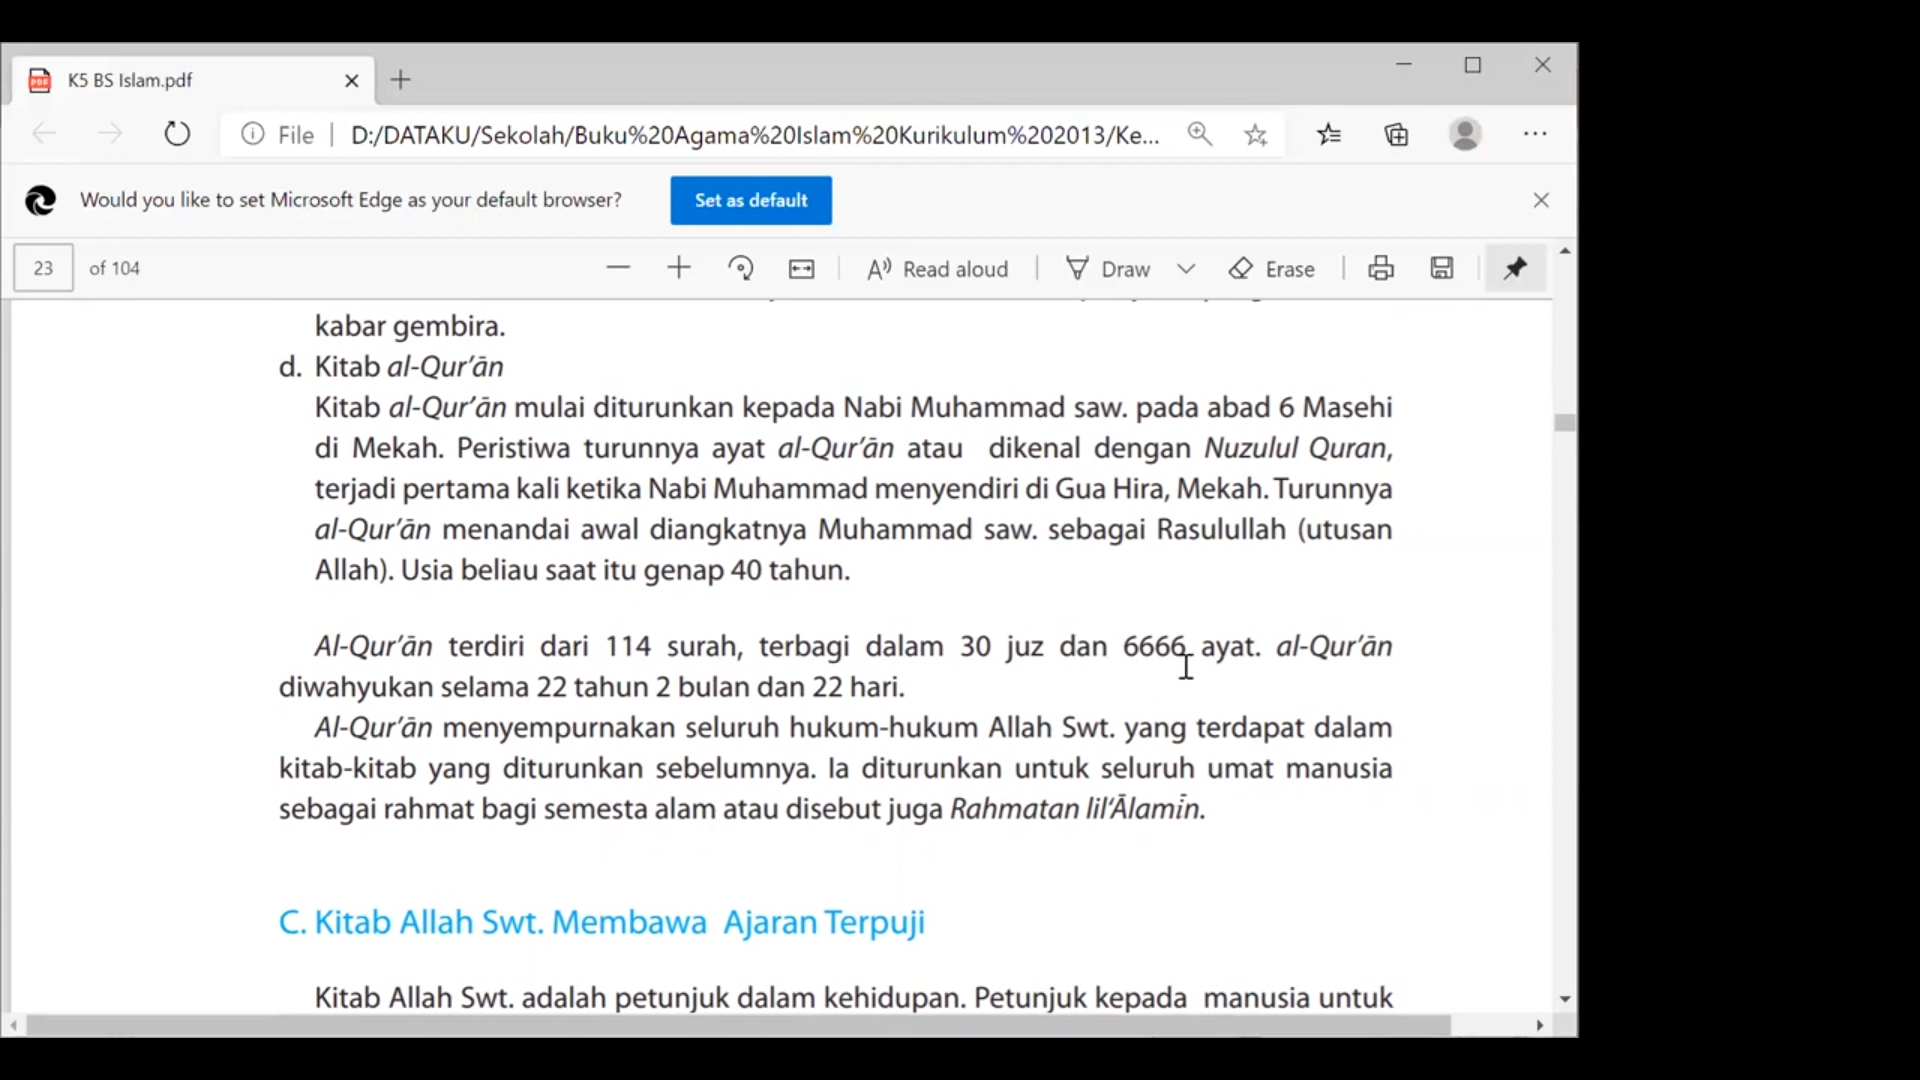 K5 BS Islam.pdf
File D:/DATAKU/Sekolah/Buku%20Agama%20Islam%20Kurikulum%202013/Ke...
Would you like to set Microsoft Edge as your default browser? Set as default
23 of 104 Read aloud Draw Erase
kabar gembira.
d. Kitab al-Qur’ān
Kitab al-Qur’ān mulai diturunkan kepada Nabi Muhammad saw. pada abad 6 Masehi
di Mekah. Peristiwa turunnya ayat al-Qur’ān atau dikenal dengan Nuzulul Quran,
terjadi pertama kali ketika Nabi Muhammad menyendiri di Gua Hira, Mekah. Turunnya
al-Qur’ān menandai awal diangkatnya Muhammad saw. sebagai Rasulullah (utusan
Allah). Usia beliau saat itu genap 40 tahun.
Al-Qur’ān terdiri dari 114 surah, terbagi dalam 30 juz dan 6666 ayat. al-Qur’ān
diwahyukan selama 22 tahun 2 bulan dan 22 hari.
Al-Qur’ān menyempurnakan seluruh hukum-hukum Allah Swt. yang terdapat dalam
kitab-kitab yang diturunkan sebelumnya. Ia diturunkan untuk seluruh umat manusia
sebagai rahmat bagi semesta alam atau disebut juga Rahmatan lil‘Ālamīn.
C. Kitab Allah Swt. Membawa Ajaran Terpuji
Kitab Allah Swt. adalah petunjuk dalam kehidupan. Petunjuk kepada manusia untuk